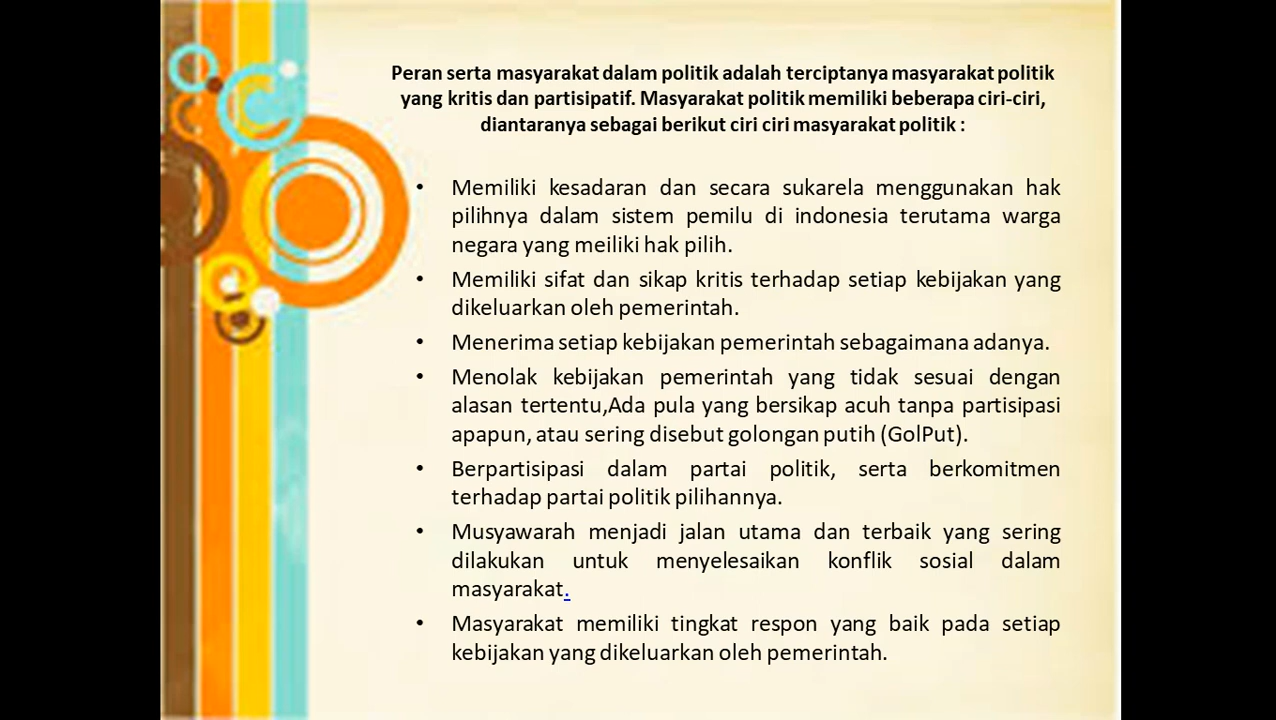 Peran serta masyarakat dalam politik adalah terciptanya masyarakat politik
yang kritis dan partisipatif. Masyarakat politik memiliki beberapa ciri-ciri,
diantaranya sebagai berikut ciri ciri masyarakat politik :
• Memiliki kesadaran dan secara sukarela menggunakan hak
pilihnya dalam sistem pemilu di indonesia terutama warga
negara yang meiliki hak pilih.
• Memiliki sifat dan sikap kritis terhadap setiap kebijakan yang
dikeluarkan oleh pemerintah.
• Menerima setiap kebijakan pemerintah sebagaimana adanya.
• Menolak kebijakan pemerintah yang tidak sesuai dengan
alasan tertentu,Ada pula yang bersikap acuh tanpa partisipasi
apapun, atau sering disebut golongan putih (GolPut).
• Berpartisipasi dalam partai politik, serta berkomitmen
terhadap partai politik pilihannya.
• Musyawarah menjadi jalan utama dan terbaik yang sering
dilakukan untuk menyelesaikan konflik sosial dalam
masyarakat.
• Masyarakat memiliki tingkat respon yang baik pada setiap
kebijakan yang dikeluarkan oleh pemerintah.